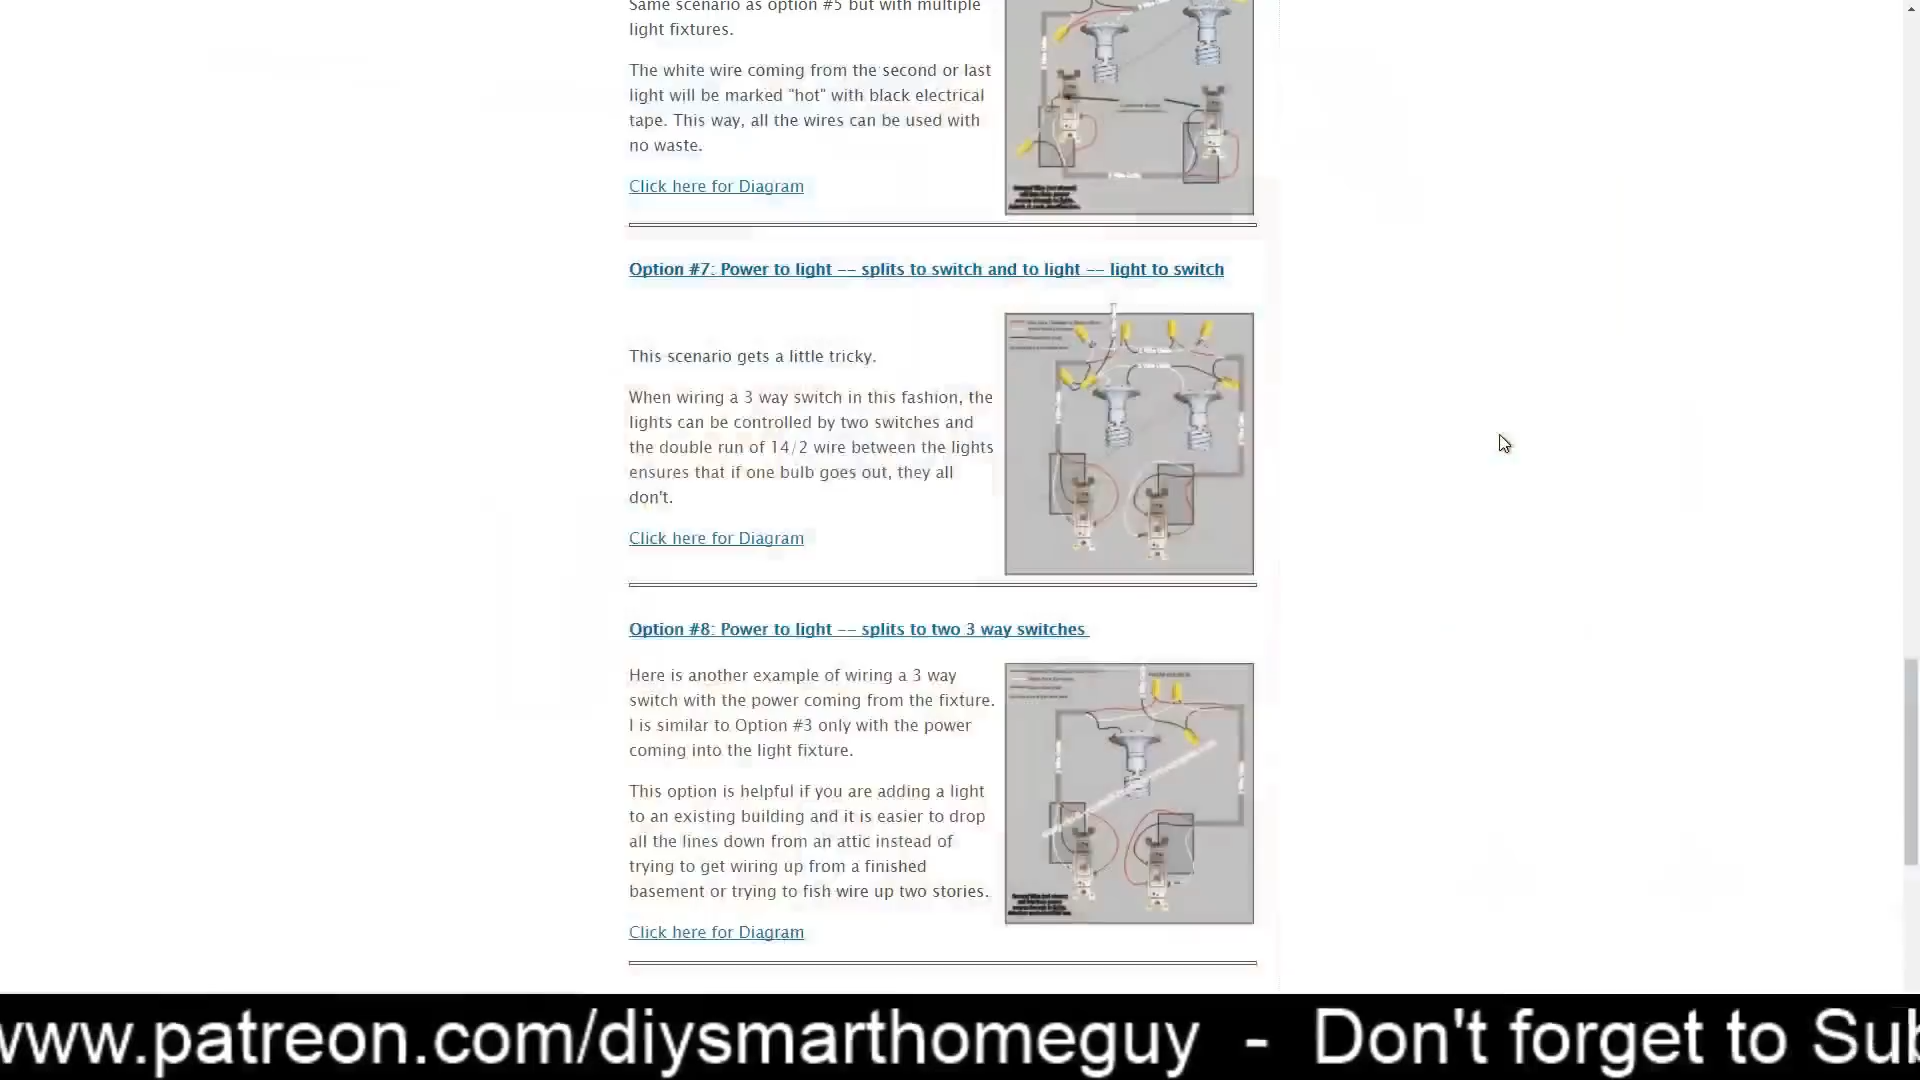 Same scenario as option #5 but with multiple
light fixtures.
The white wire coming from the second or last
light will be marked "hot" with black electrical
tape. This way, all the wires can be used with
no waste.
Click here for Diagram
Option #7: Power to light -- splits to switch and to light -- light to switch
This scenario gets a little tricky.
When wiring a 3 way switch in this fashion, the
lights can be controlled by two switches and
the double run of 14/2 wire between the lights
ensures that if one bulb goes out, they all
don't.
Click here for Diagram
Option #8: Power to light -- splits to two 3 way switches
Here is another example of wiring a 3 way
switch with the power coming from the fixture.
I is similar to Option #3 only with the power
coming into the light fixture.
This option is helpful if you are adding a light
to an existing building and it is easier to drop
all the lines down from an attic instead of
trying to get wiring up from a finished
basement or trying to fish wire up two stories.
Click here for Diagram
www.patreon.com/diysmarthomeguy - Don't forget to Sub